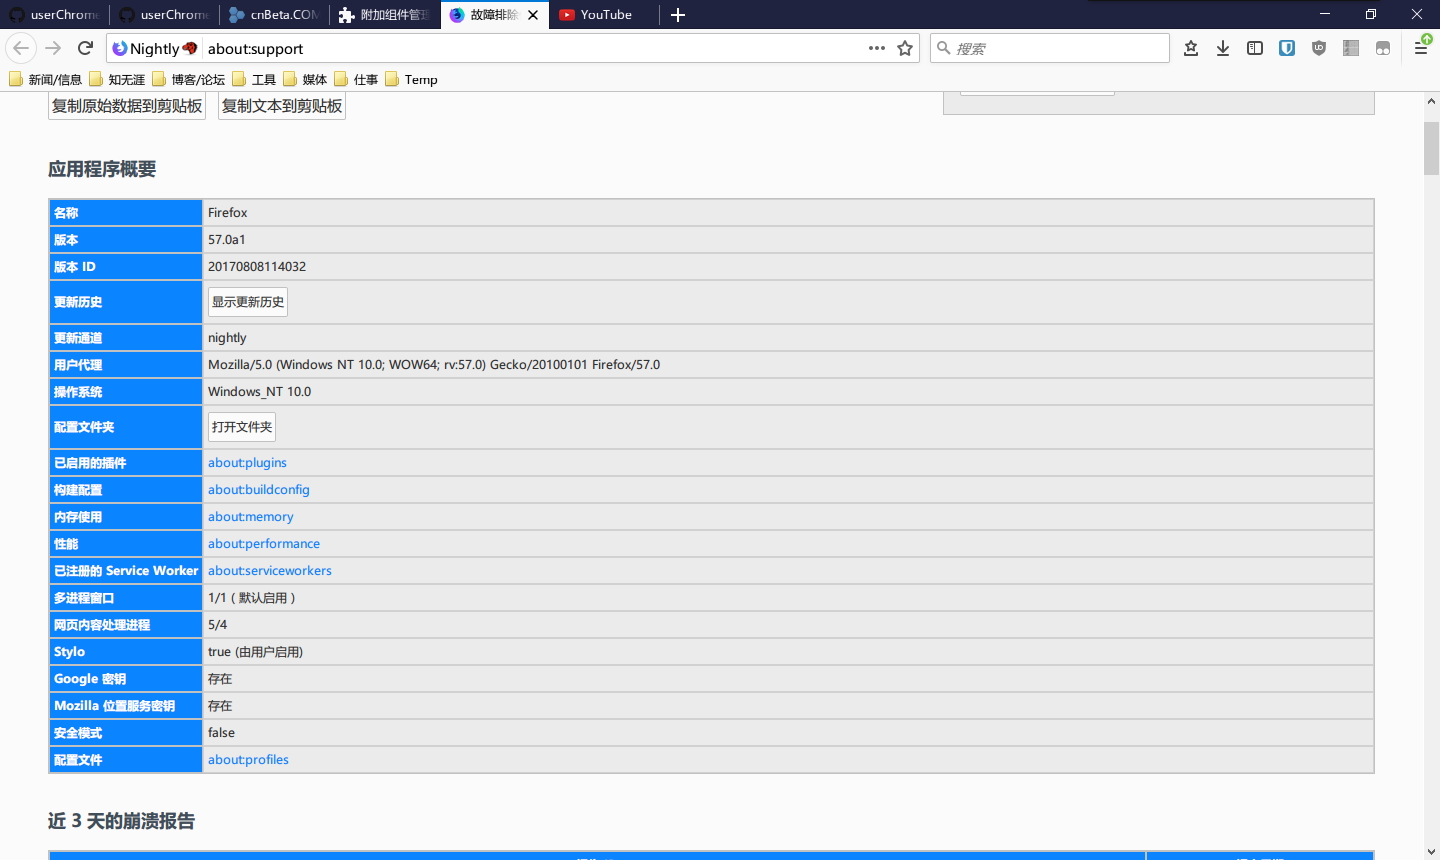 userChrome
userChrome
cnBeta.COM
附加组件管理
故障排除
YouTube
Nightly
about:support
搜索
新闻/信息
知无涯
博客/论坛
工具
媒体
仕事
Temp
复制原始数据到剪贴板
复制文本到剪贴板
应用程序概要
名称 Firefox
版本 57.0a1
版本 ID 20170808114032
更新历史 显示更新历史
更新通道 nightly
用户代理 Mozilla/5.0 (Windows NT 10.0; WOW64; rv:57.0) Gecko/20100101 Firefox/57.0
操作系统 Windows_NT 10.0
配置文件夹 打开文件夹
已启用的插件 about:plugins
构建配置 about:buildconfig
内存使用 about:memory
性能 about:performance
已注册的 Service Worker about:serviceworkers
多进程窗口 1/1 ( 默认启用 )
网页内容处理进程 5/4
Stylo true (由用户启用)
Google 密钥 存在
Mozilla 位置服务密钥 存在
安全模式 false
配置文件 about:profiles
近 3 天的崩溃报告